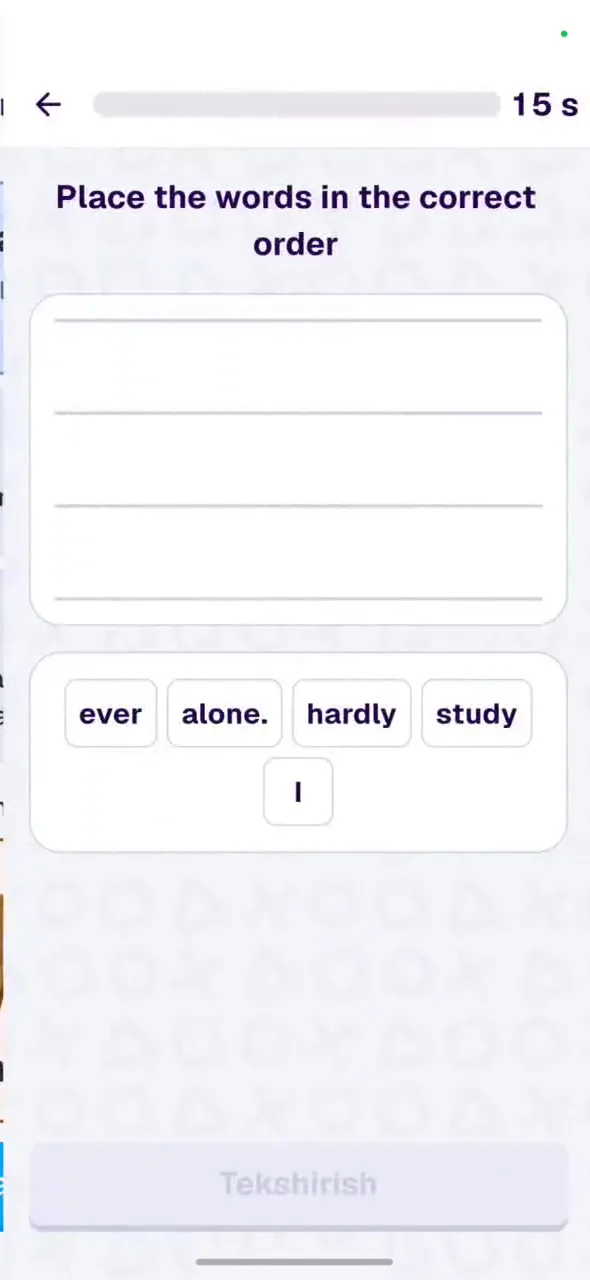 15 s
Place the words in the correct
order
ever alone. hardly study
I
Tekshirish